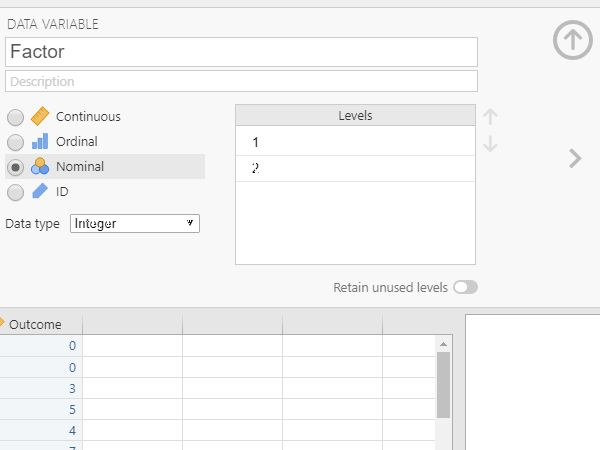 DATA VARIABLE
Factor
Description
Continuous
Ordinal
Nominal
ID
Data type Integer
Levels
1
2
Retain unused levels
Outcome
0
0
3
5
4